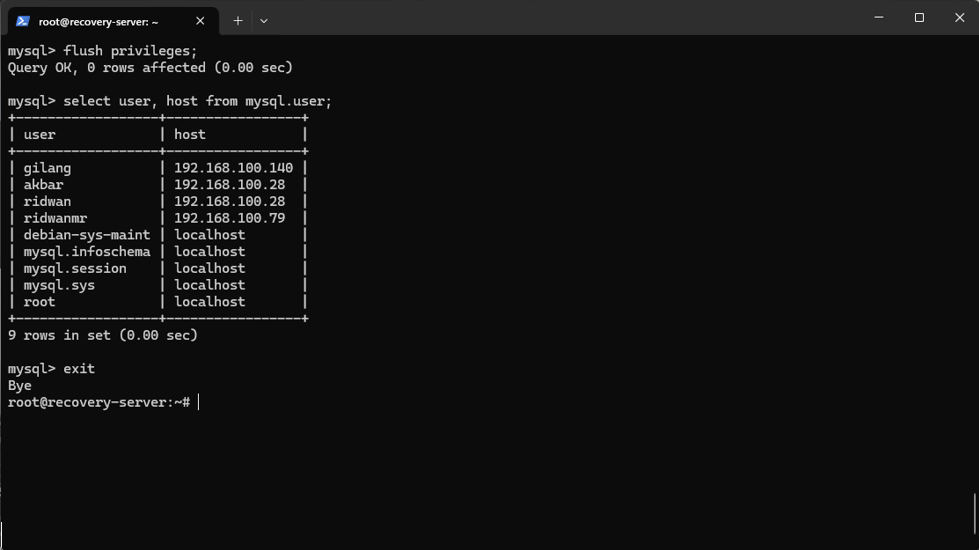 root@recovery-server: ~
mysql> flush privileges;
Query OK, 0 rows affected (0.00 sec)
mysql> select user, host from mysql.user;
+------------------+-----------------+
| user             | host            |
+------------------+-----------------+
| gilang           | 192.168.100.140 |
| akbar            | 192.168.100.28  |
| ridwan           | 192.168.100.28  |
| ridwanmr         | 192.168.100.79  |
| debian-sys-maint | localhost       |
| mysql.infoschema | localhost       |
| mysql.session    | localhost       |
| mysql.sys        | localhost       |
| root             | localhost       |
+------------------+-----------------+
9 rows in set (0.00 sec)
mysql> exit
Bye
root@recovery-server:~#